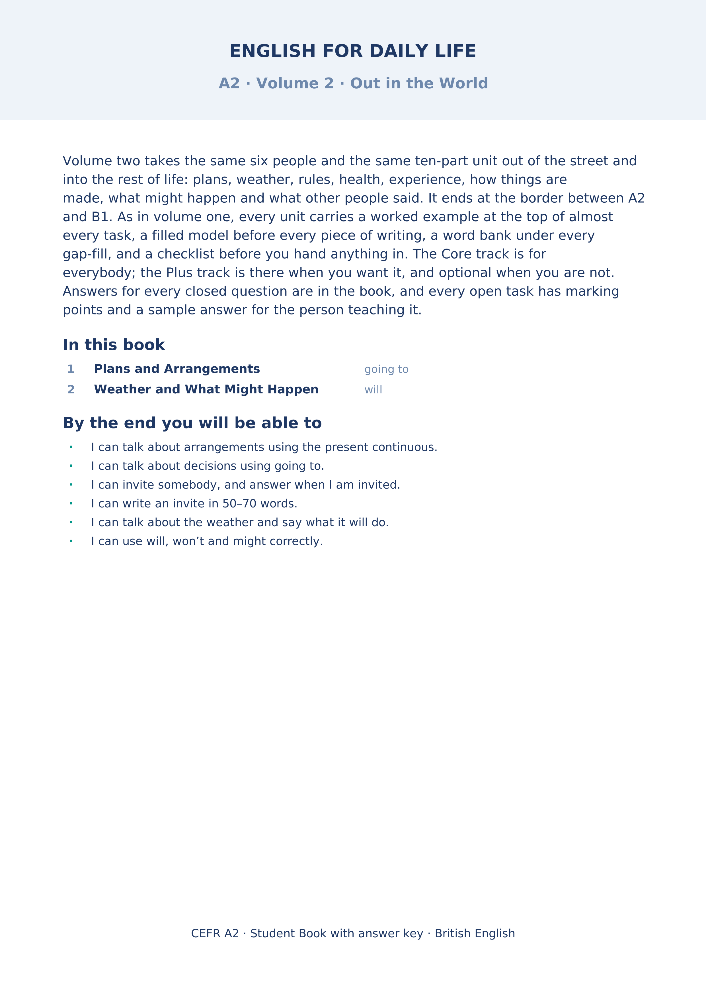 ENGLISH FOR DAILY LIFE
A2 · Volume 2 · Out in the World
Volume two takes the same six people and the same ten-part unit out of the street and
into the rest of life: plans, weather, rules, health, experience, how things are
made, what might happen and what other people said. It ends at the border between A2
and B1. As in volume one, every unit carries a worked example at the top of almost
every task, a filled model before every piece of writing, a word bank under every
gap-fill, and a checklist before you hand anything in. The Core track is for
everybody; the Plus track is there when you want it, and optional when you are not.
Answers for every closed question are in the book, and every open task has marking
points and a sample answer for the person teaching it.
In this book
1 Plans and Arrangements going to
2 Weather and What Might Happen will
By the end you will be able to
· I can talk about arrangements using the present continuous.
· I can talk about decisions using going to.
· I can invite somebody, and answer when I am invited.
· I can write an invite in 50–70 words.
· I can talk about the weather and say what it will do.
· I can use will, won’t and might correctly.
CEFR A2 · Student Book with answer key · British English